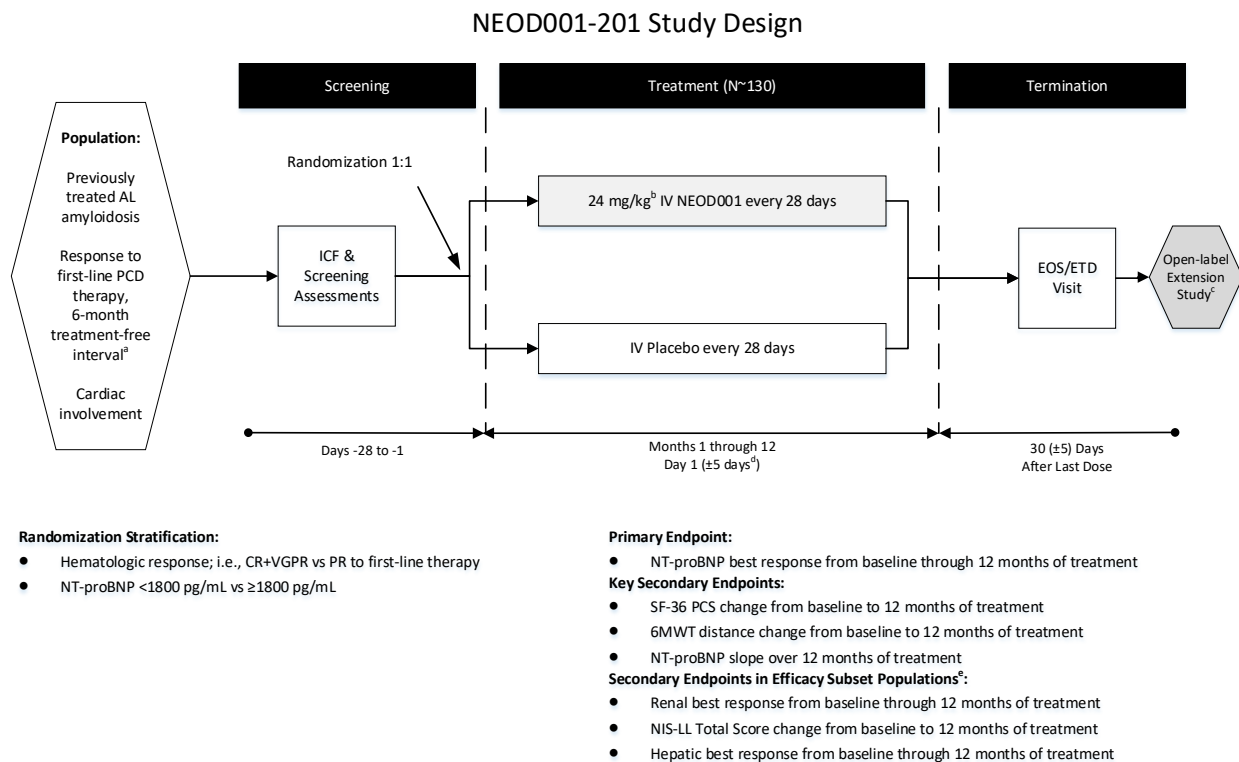 NEOD001-201 Study Design
Screening
Treatment (N~130)
Termination
Population:
Previously
treated AL
amyloidosis
Response to
first-line PCD
therapy,
6-month
treatment-free
interval^a
Cardiac
involvement
Randomization 1:1
ICF &
Screening
Assessments
24 mg/kg^b IV NEOD001 every 28 days
IV Placebo every 28 days
EOS/ETD
Visit
Open-label
Extension
Study^c
Days -28 to -1
Months 1 through 12
Day 1 (±5 days^d)
30 (±5) Days
After Last Dose
Randomization Stratification:
● Hematologic response; i.e., CR+VGPR vs PR to first-line therapy
● NT-proBNP <1800 pg/mL vs ≥1800 pg/mL
Primary Endpoint:
● NT-proBNP best response from baseline through 12 months of treatment
Key Secondary Endpoints:
● SF-36 PCS change from baseline to 12 months of treatment
● 6MWT distance change from baseline to 12 months of treatment
● NT-proBNP slope over 12 months of treatment
Secondary Endpoints in Efficacy Subset Populations^e:
● Renal best response from baseline through 12 months of treatment
● NIS-LL Total Score change from baseline to 12 months of treatment
● Hepatic best response from baseline through 12 months of treatment